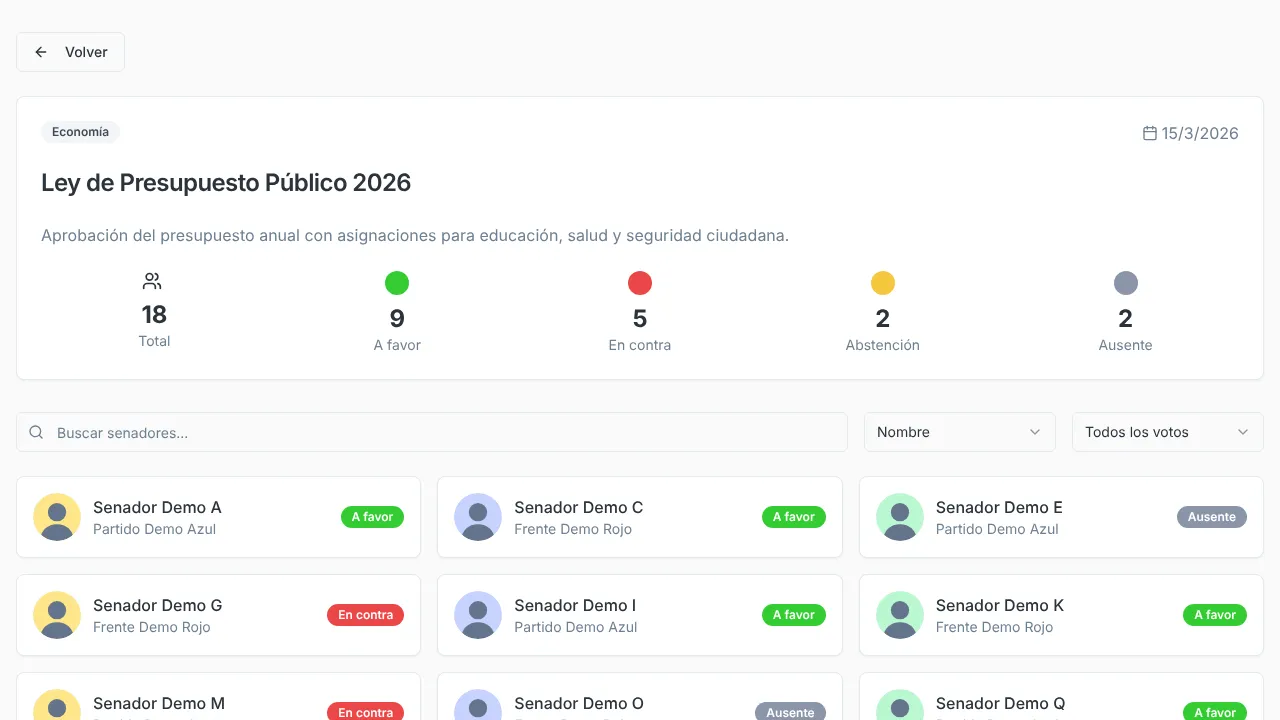 Volver
Economía
15/3/2026
Ley de Presupuesto Público 2026
Aprobación del presupuesto anual con asignaciones para educación, salud y seguridad ciudadana.
18
Total
9
A favor
5
En contra
2
Abstención
2
Ausente
Buscar senadores...
Nombre
Todos los votos
Senador Demo A
Partido Demo Azul
A favor
Senador Demo C
Frente Demo Rojo
A favor
Senador Demo E
Partido Demo Azul
Ausente
Senador Demo G
Frente Demo Rojo
En contra
Senador Demo I
Partido Demo Azul
A favor
Senador Demo K
Frente Demo Rojo
A favor
Senador Demo M
En contra
Senador Demo O
Ausente
Senador Demo Q
A favor